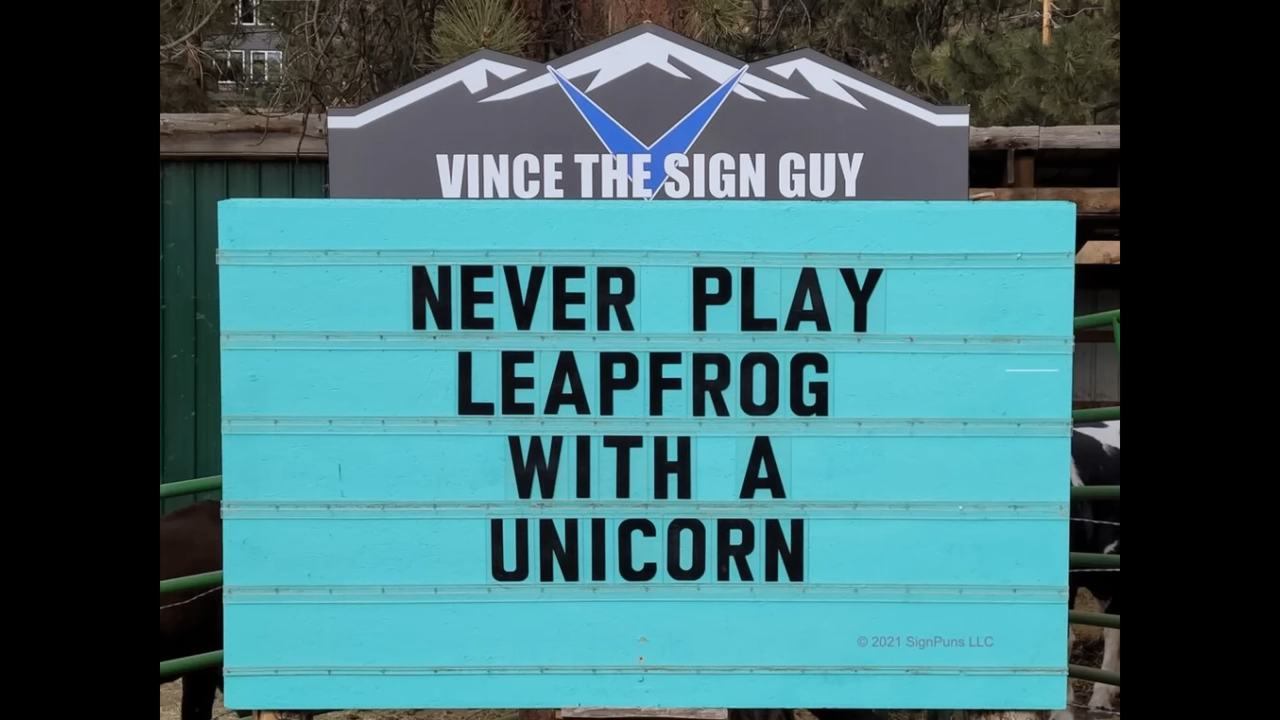 VINCE THE SIGN GUY
NEVER PLAY
LEAPFROG
WITH A
UNICORN
© 2021 SignPuns LLC